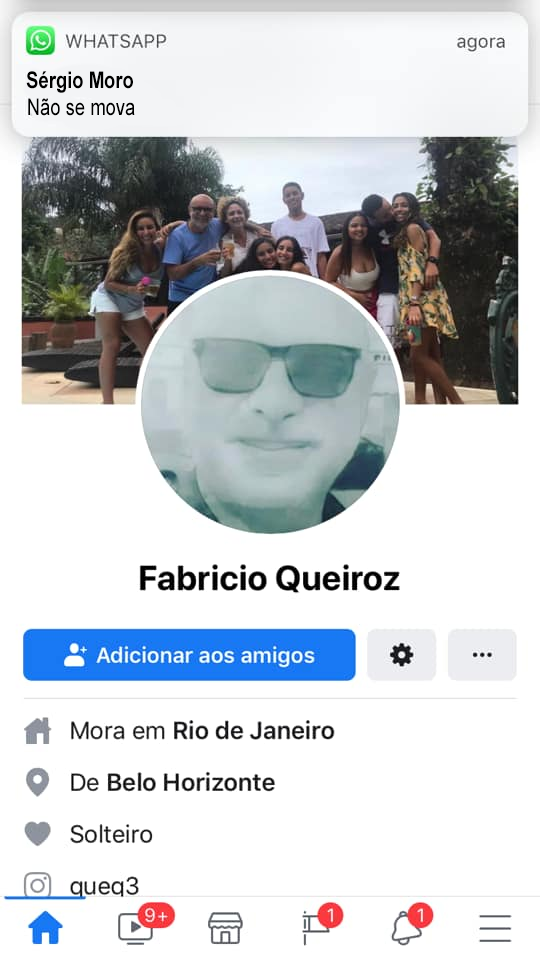 WHATSAPP agora
Sérgio Moro
Não se mova
Fabricio Queiroz
Adicionar aos amigos
Mora em Rio de Janeiro
De Belo Horizonte
Solteiro
queq3
9+ 1 1